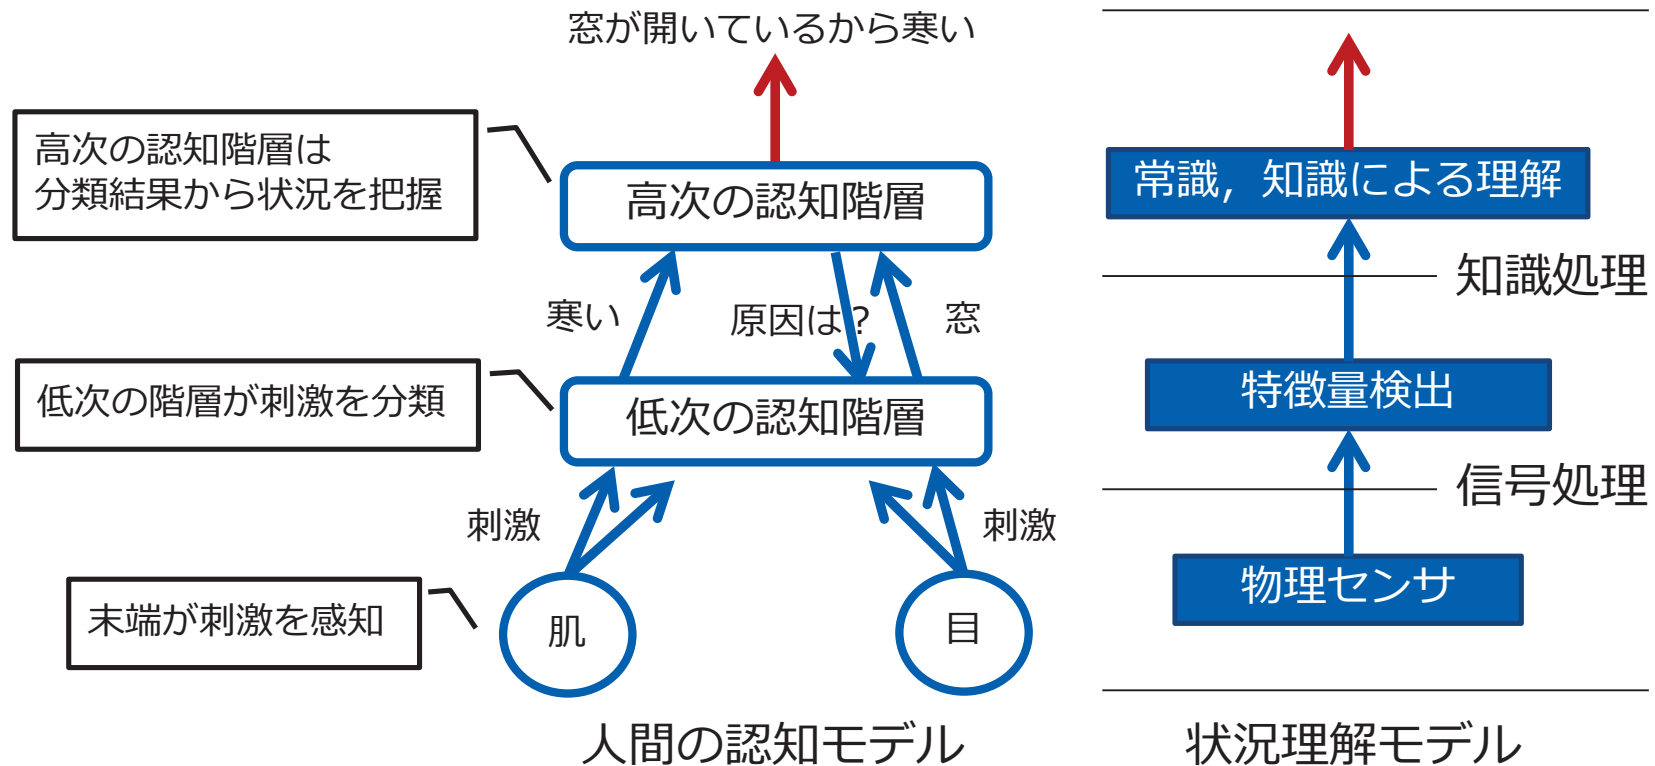 窓が開いているから寒い
高次の認知階層は
分類結果から状況を把握
高次の認知階層
寒い
原因は？
窓
低次の階層が刺激を分類
低次の認知階層
刺激
刺激
末端が刺激を感知
肌
目
人間の認知モデル
常識，知識による理解
知識処理
特徴量検出
信号処理
物理センサ
状況理解モデル